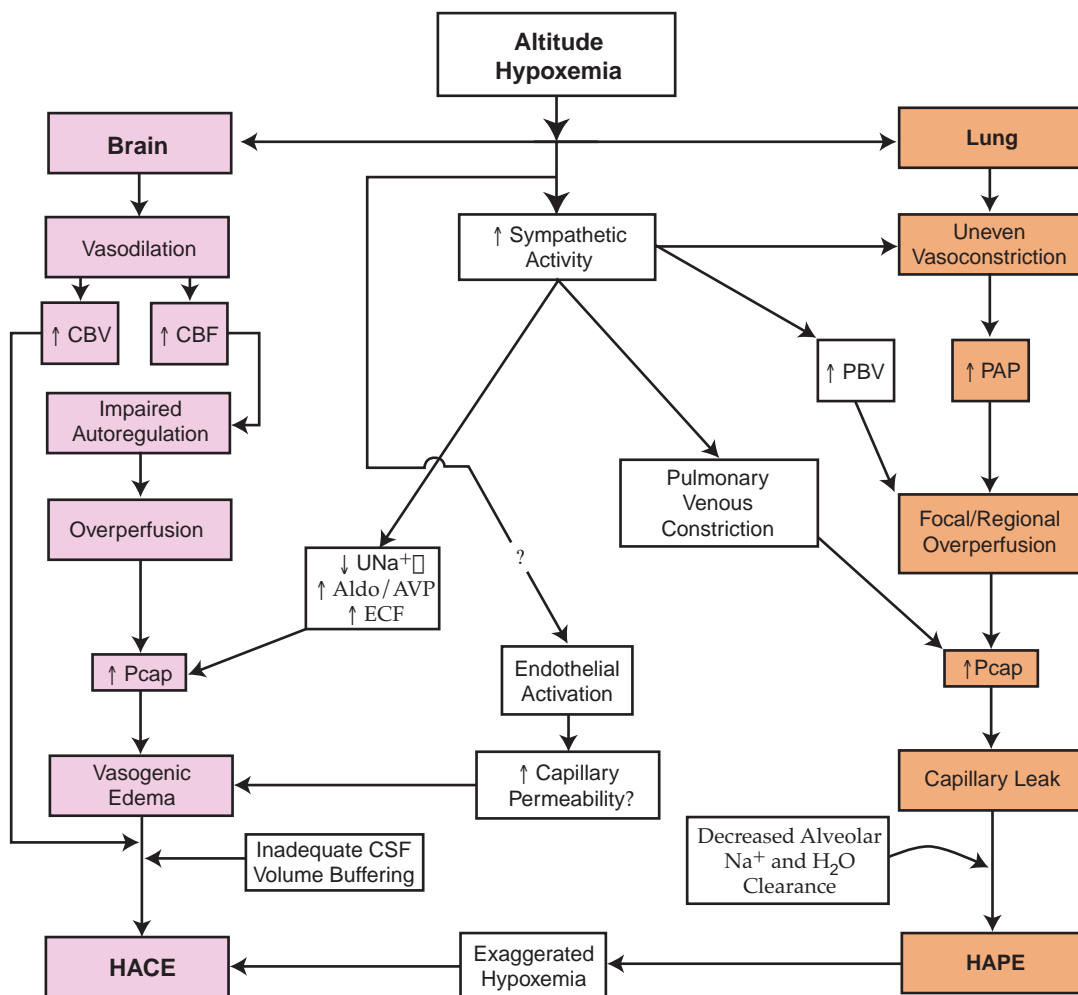 Altitude
Hypoxemia
Brain
Lung
Vasodilation
↑ Sympathetic
Activity
Uneven
Vasoconstriction
↑ CBV
↑ CBF
↑ PBV
↑ PAP
Impaired
Autoregulation
Pulmonary
Venous
Constriction
Overperfusion
Focal/Regional
Overperfusion
↓ UNa⁺▯
↑ Aldo/AVP
↑ ECF
?
↑ Pcap
Endothelial
Activation
↑Pcap
Vasogenic
Edema
↑ Capillary
Permeability?
Capillary Leak
Inadequate CSF
Volume Buffering
Decreased Alveolar
Na⁺ and H₂O
Clearance
HACE
Exaggerated
Hypoxemia
HAPE